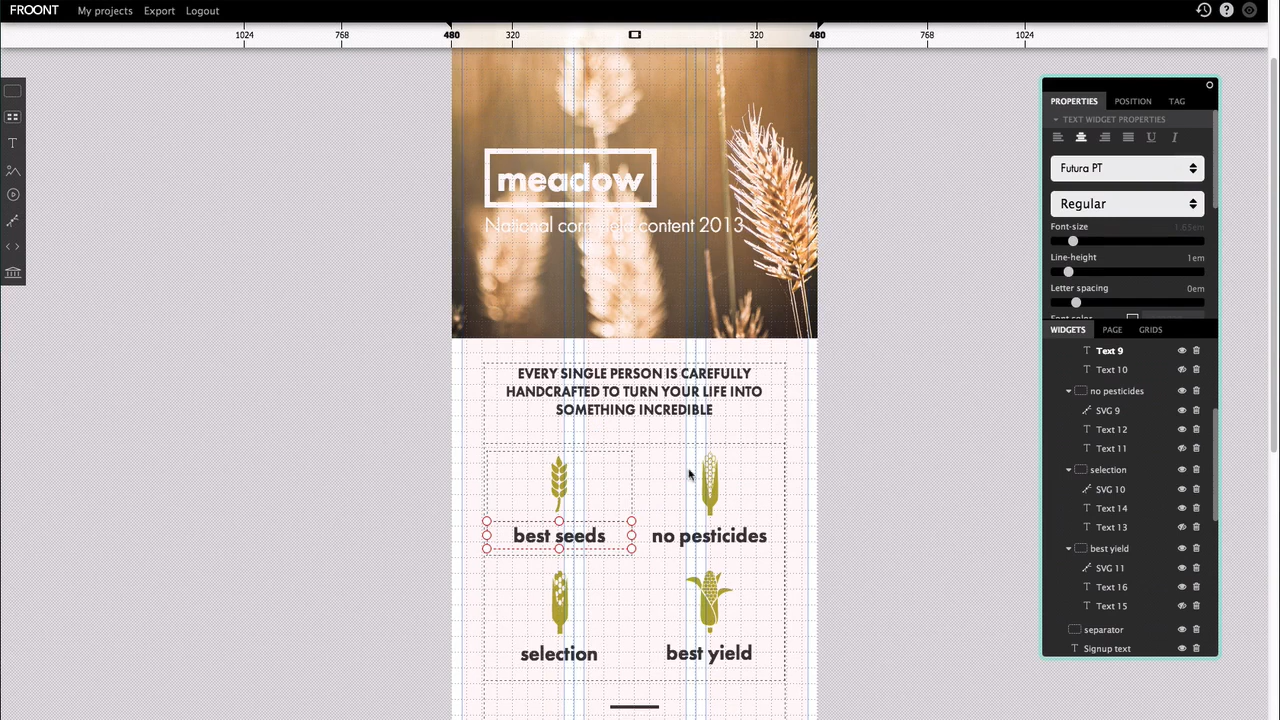 FROONT My projects Export Logout
1024 768 480 320 320 480 768 1024
meadow
National corn content 2013
EVERY SINGLE PERSON IS CAREFULLY
HANDCRAFTED TO TURN YOUR LIFE INTO
SOMETHING INCREDIBLE
best seeds
no pesticides
selection
best yield
PROPERTIES POSITION TAG
TEXT WIDGET PROPERTIES
Futura PT
Regular
Font-size 1.65em
Line-height 1em
Letter spacing 0em
Font color
WIDGETS PAGE GRIDS
Text 9
Text 10
no pesticides
SVG 9
Text 12
Text 11
selection
SVG 10
Text 14
Text 13
best yield
SVG 11
Text 16
Text 15
separator
Signup text